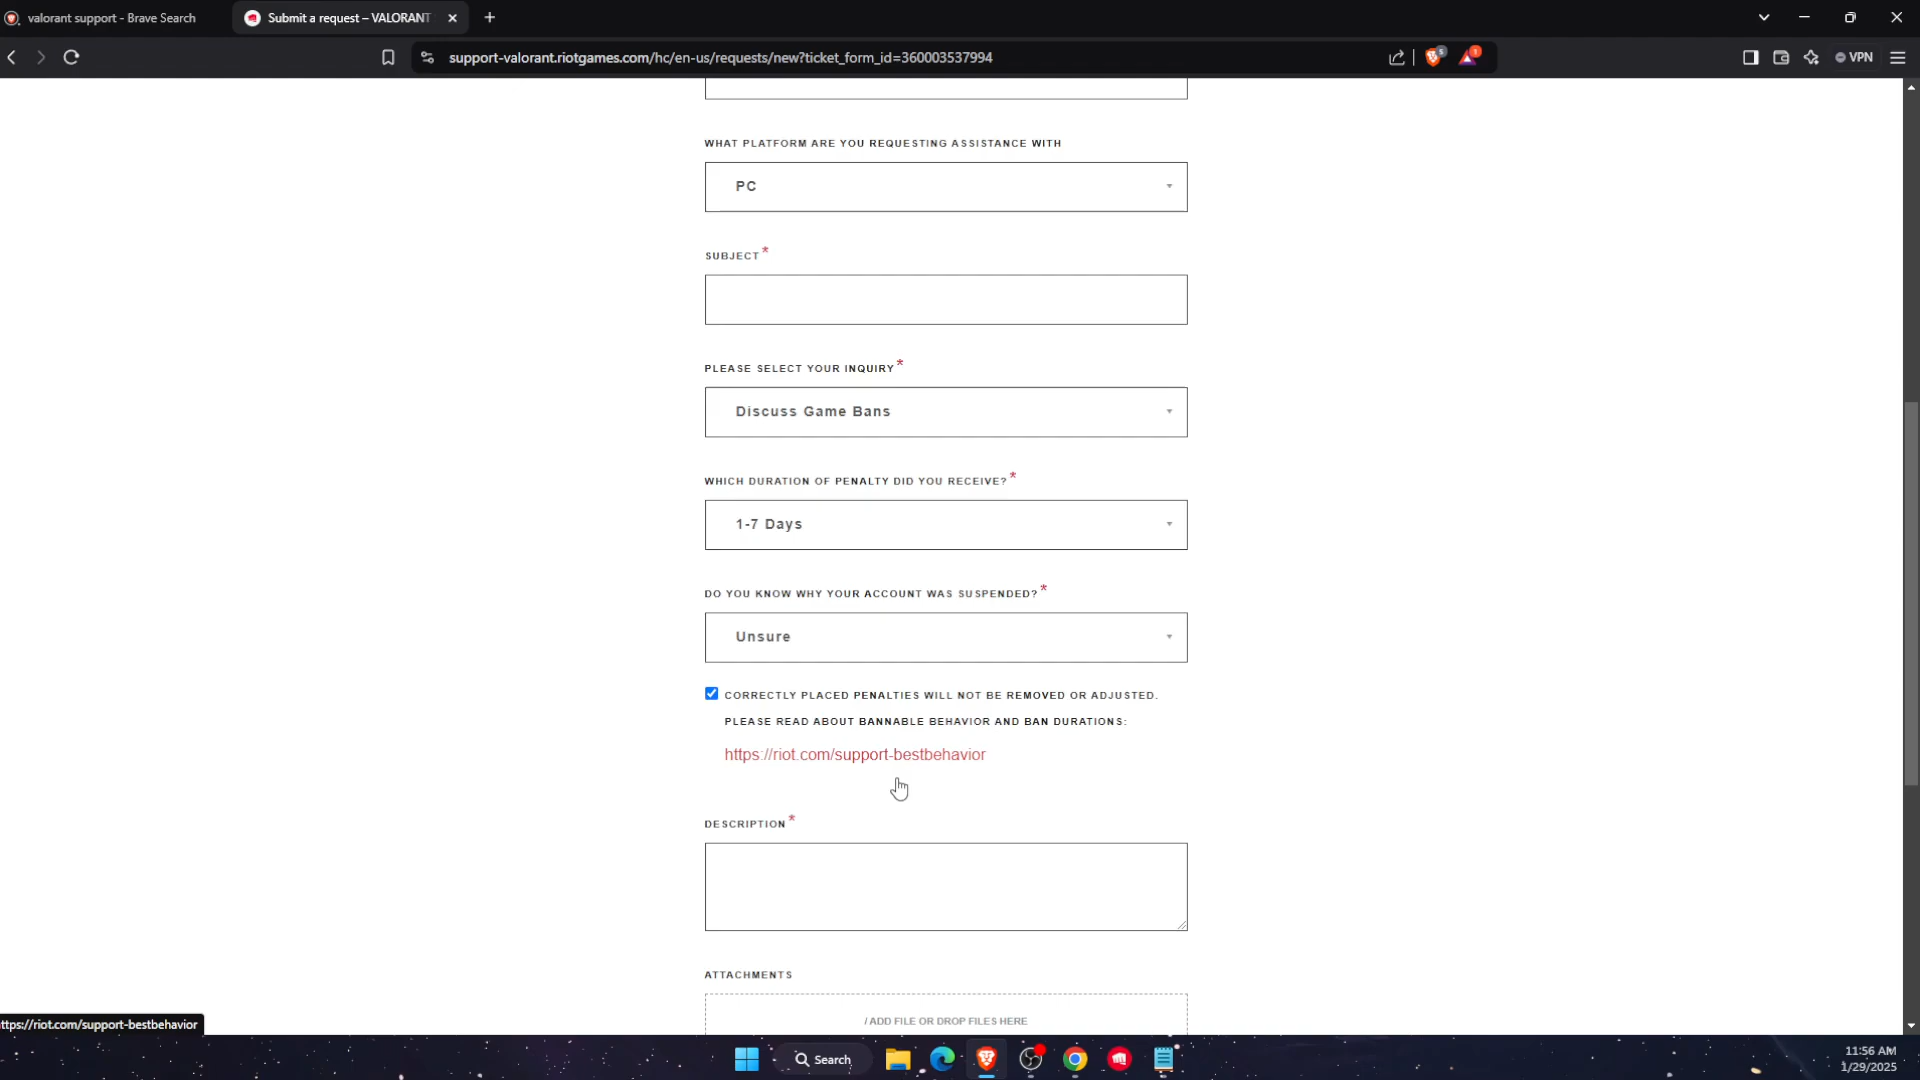 valorant support - Brave Search
Submit a request – VALORANT
support-valorant.riotgames.com/hc/en-us/requests/new?ticket_form_id=360003537994
5
1
VPN
WHAT PLATFORM ARE YOU REQUESTING ASSISTANCE WITH
PC
SUBJECT*
PLEASE SELECT YOUR INQUIRY*
Discuss Game Bans
WHICH DURATION OF PENALTY DID YOU RECEIVE?*
1-7 Days
DO YOU KNOW WHY YOUR ACCOUNT WAS SUSPENDED?*
Unsure
CORRECTLY PLACED PENALTIES WILL NOT BE REMOVED OR ADJUSTED.
PLEASE READ ABOUT BANNABLE BEHAVIOR AND BAN DURATIONS:
https://riot.com/support-bestbehavior
DESCRIPTION*
ATTACHMENTS
/ ADD FILE OR DROP FILES HERE
ttps://riot.com/support-bestbehavior
Search
11:56 AM
1/29/2025